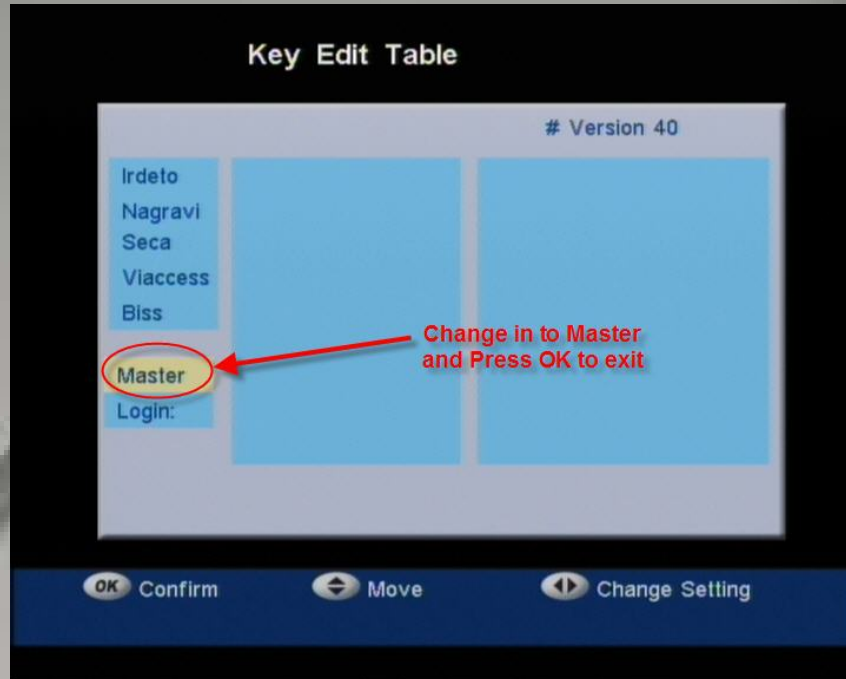 Key Edit Table
# Version 40
Irdeto
Nagravi
Seca
Viaccess
Biss
Change in to Master
and Press OK to exit
Master
Login:
OK Confirm
Move
Change Setting